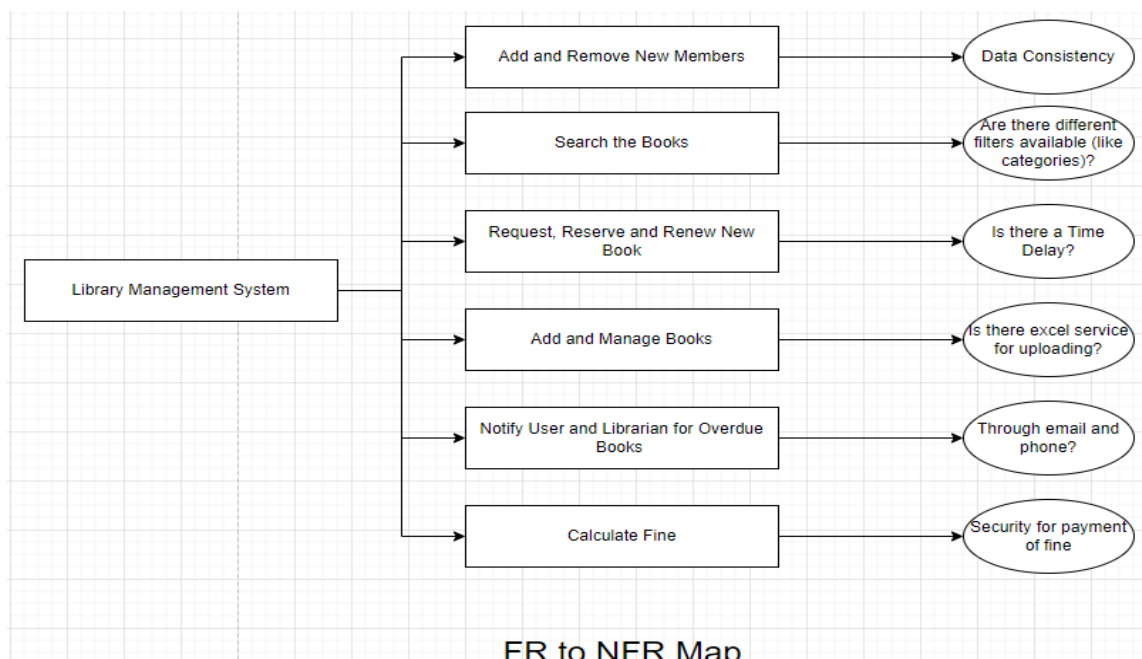 Add and Remove New Members
Data Consistency
Search the Books
Are there different
filters available (like
categories)?
Request, Reserve and Renew New
Book
Is there a Time
Delay?
Library Management System
Add and Manage Books
Is there excel service
for uploading?
Notify User and Librarian for Overdue
Books
Through email and
phone?
Calculate Fine
Security for payment
of fine
FR to NFR Map